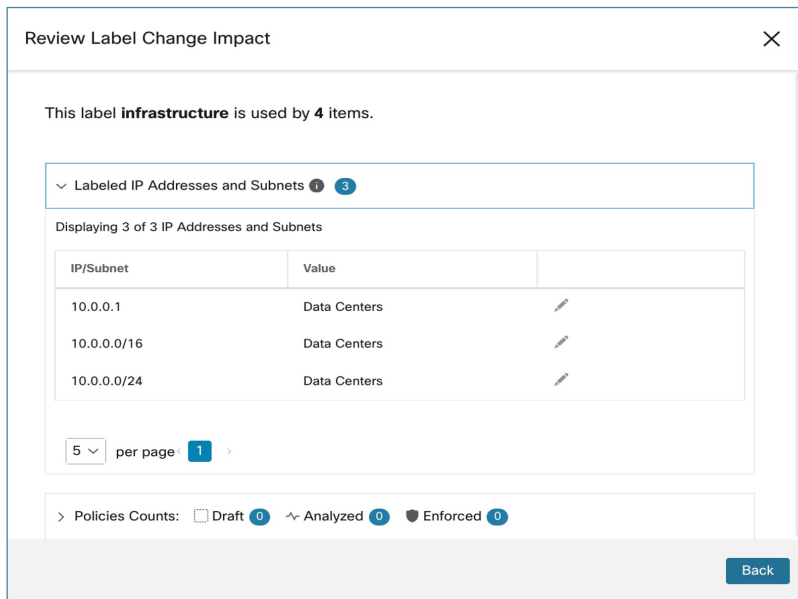 Review Label Change Impact
This label infrastructure is used by 4 items.
Labeled IP Addresses and Subnets i 3
Displaying 3 of 3 IP Addresses and Subnets
IP/Subnet Value
10.0.0.1 Data Centers
10.0.0.0/16 Data Centers
10.0.0.0/24 Data Centers
5 per page 1
Policies Counts: Draft 0 Analyzed 0 Enforced 0
Back